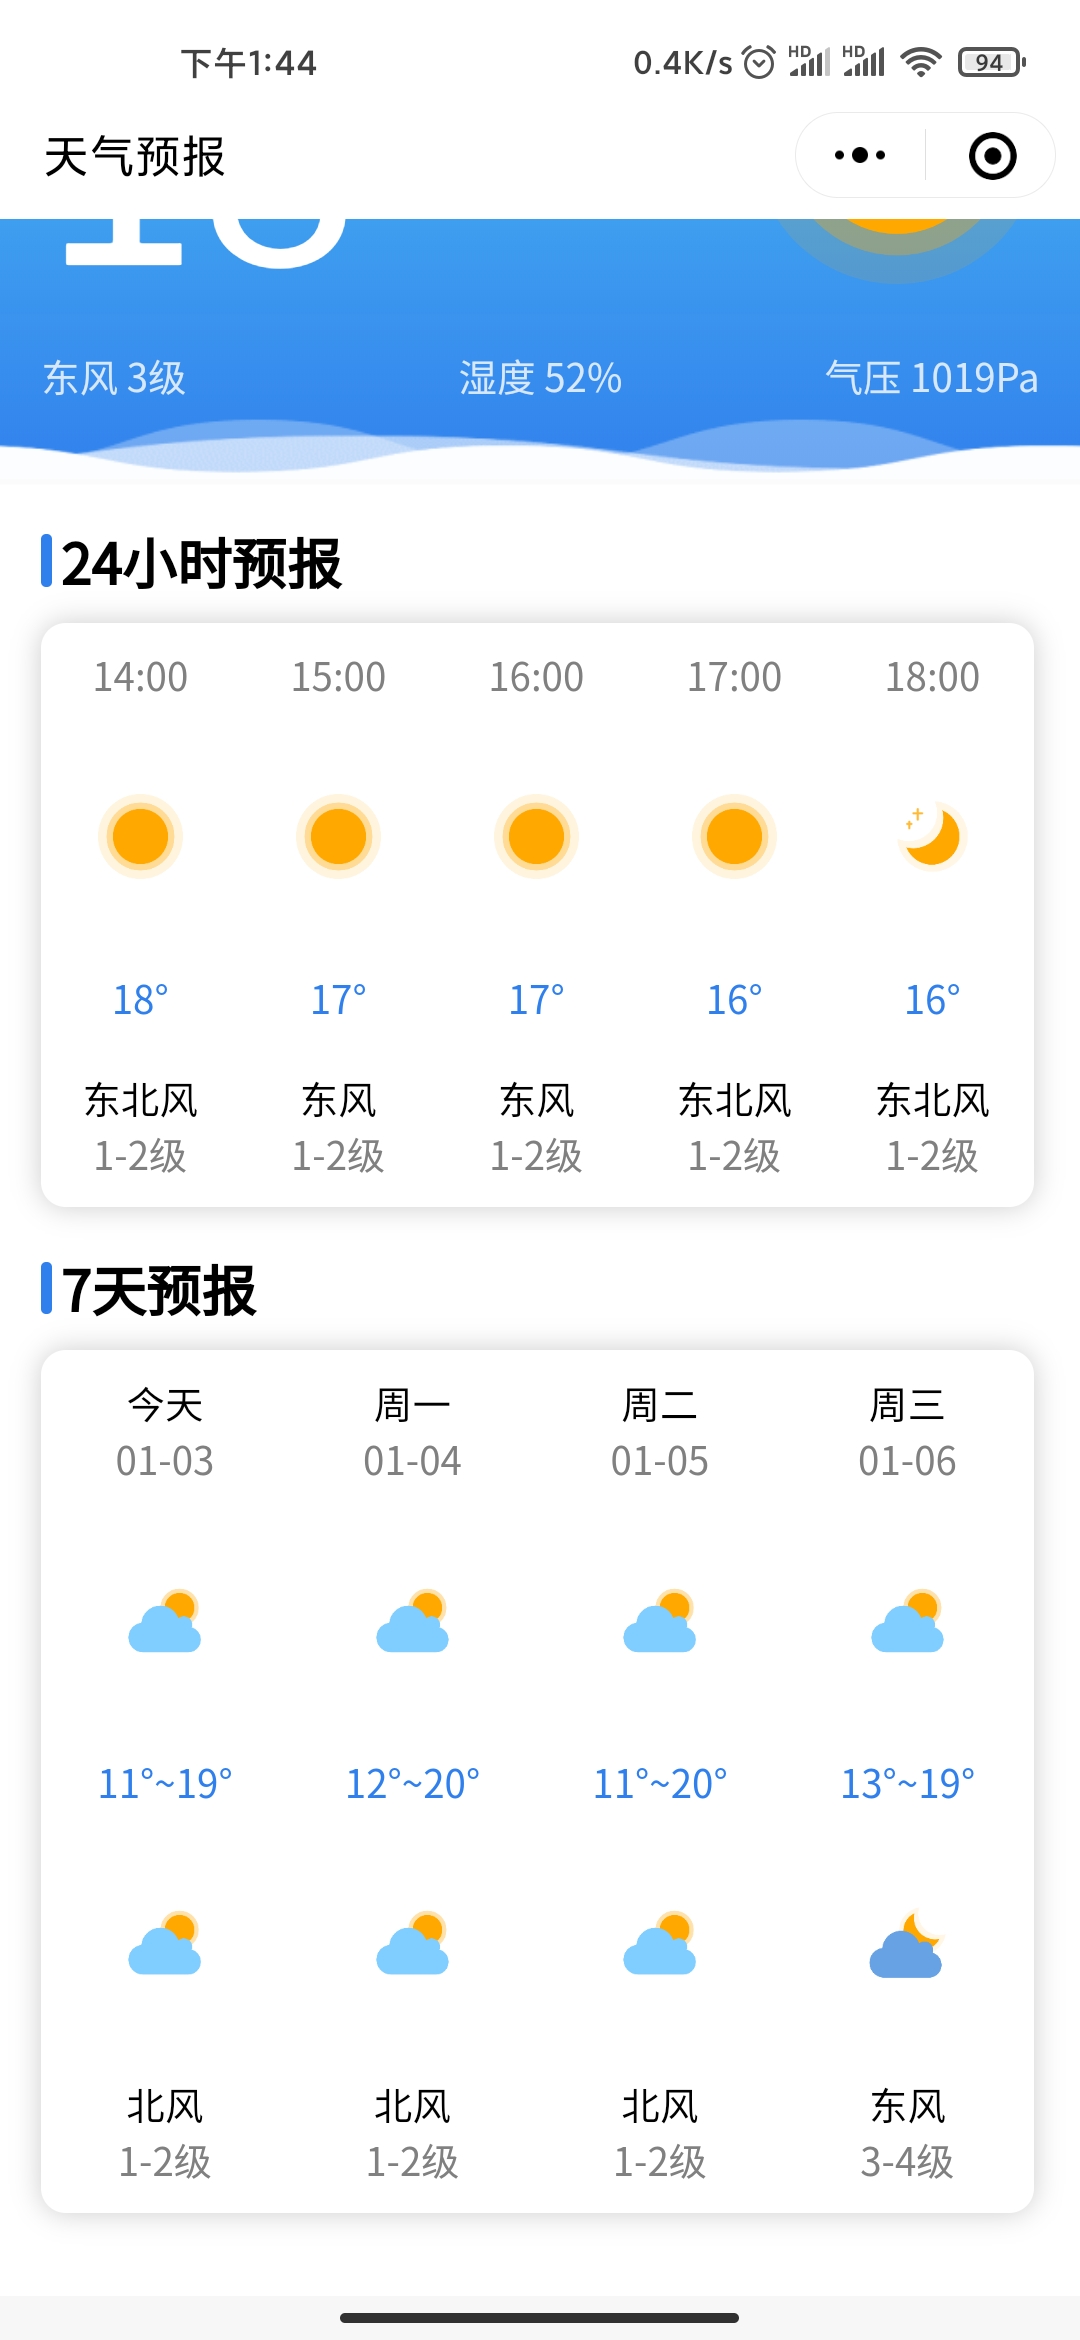 下午1:44
0.4K/s
HD
HD
94
天气预报
东风 3级 湿度 52% 气压 1019Pa
24小时预报
14:00 15:00 16:00 17:00 18:00
18° 17° 17° 16° 16°
东北风 东风 东风 东北风 东北风
1-2级 1-2级 1-2级 1-2级 1-2级
7天预报
今天 周一 周二 周三
01-03 01-04 01-05 01-06
11°~19° 12°~20° 11°~20° 13°~19°
北风 北风 北风 东风
1-2级 1-2级 1-2级 3-4级